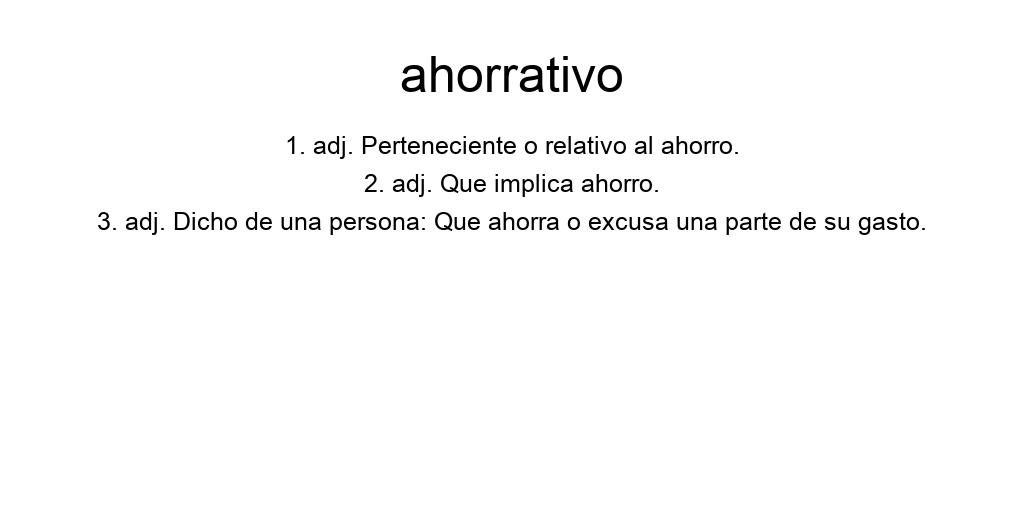 ahorrativo
1. adj. Perteneciente o relativo al ahorro.
2. adj. Que implica ahorro.
3. adj. Dicho de una persona: Que ahorra o excusa una parte de su gasto.